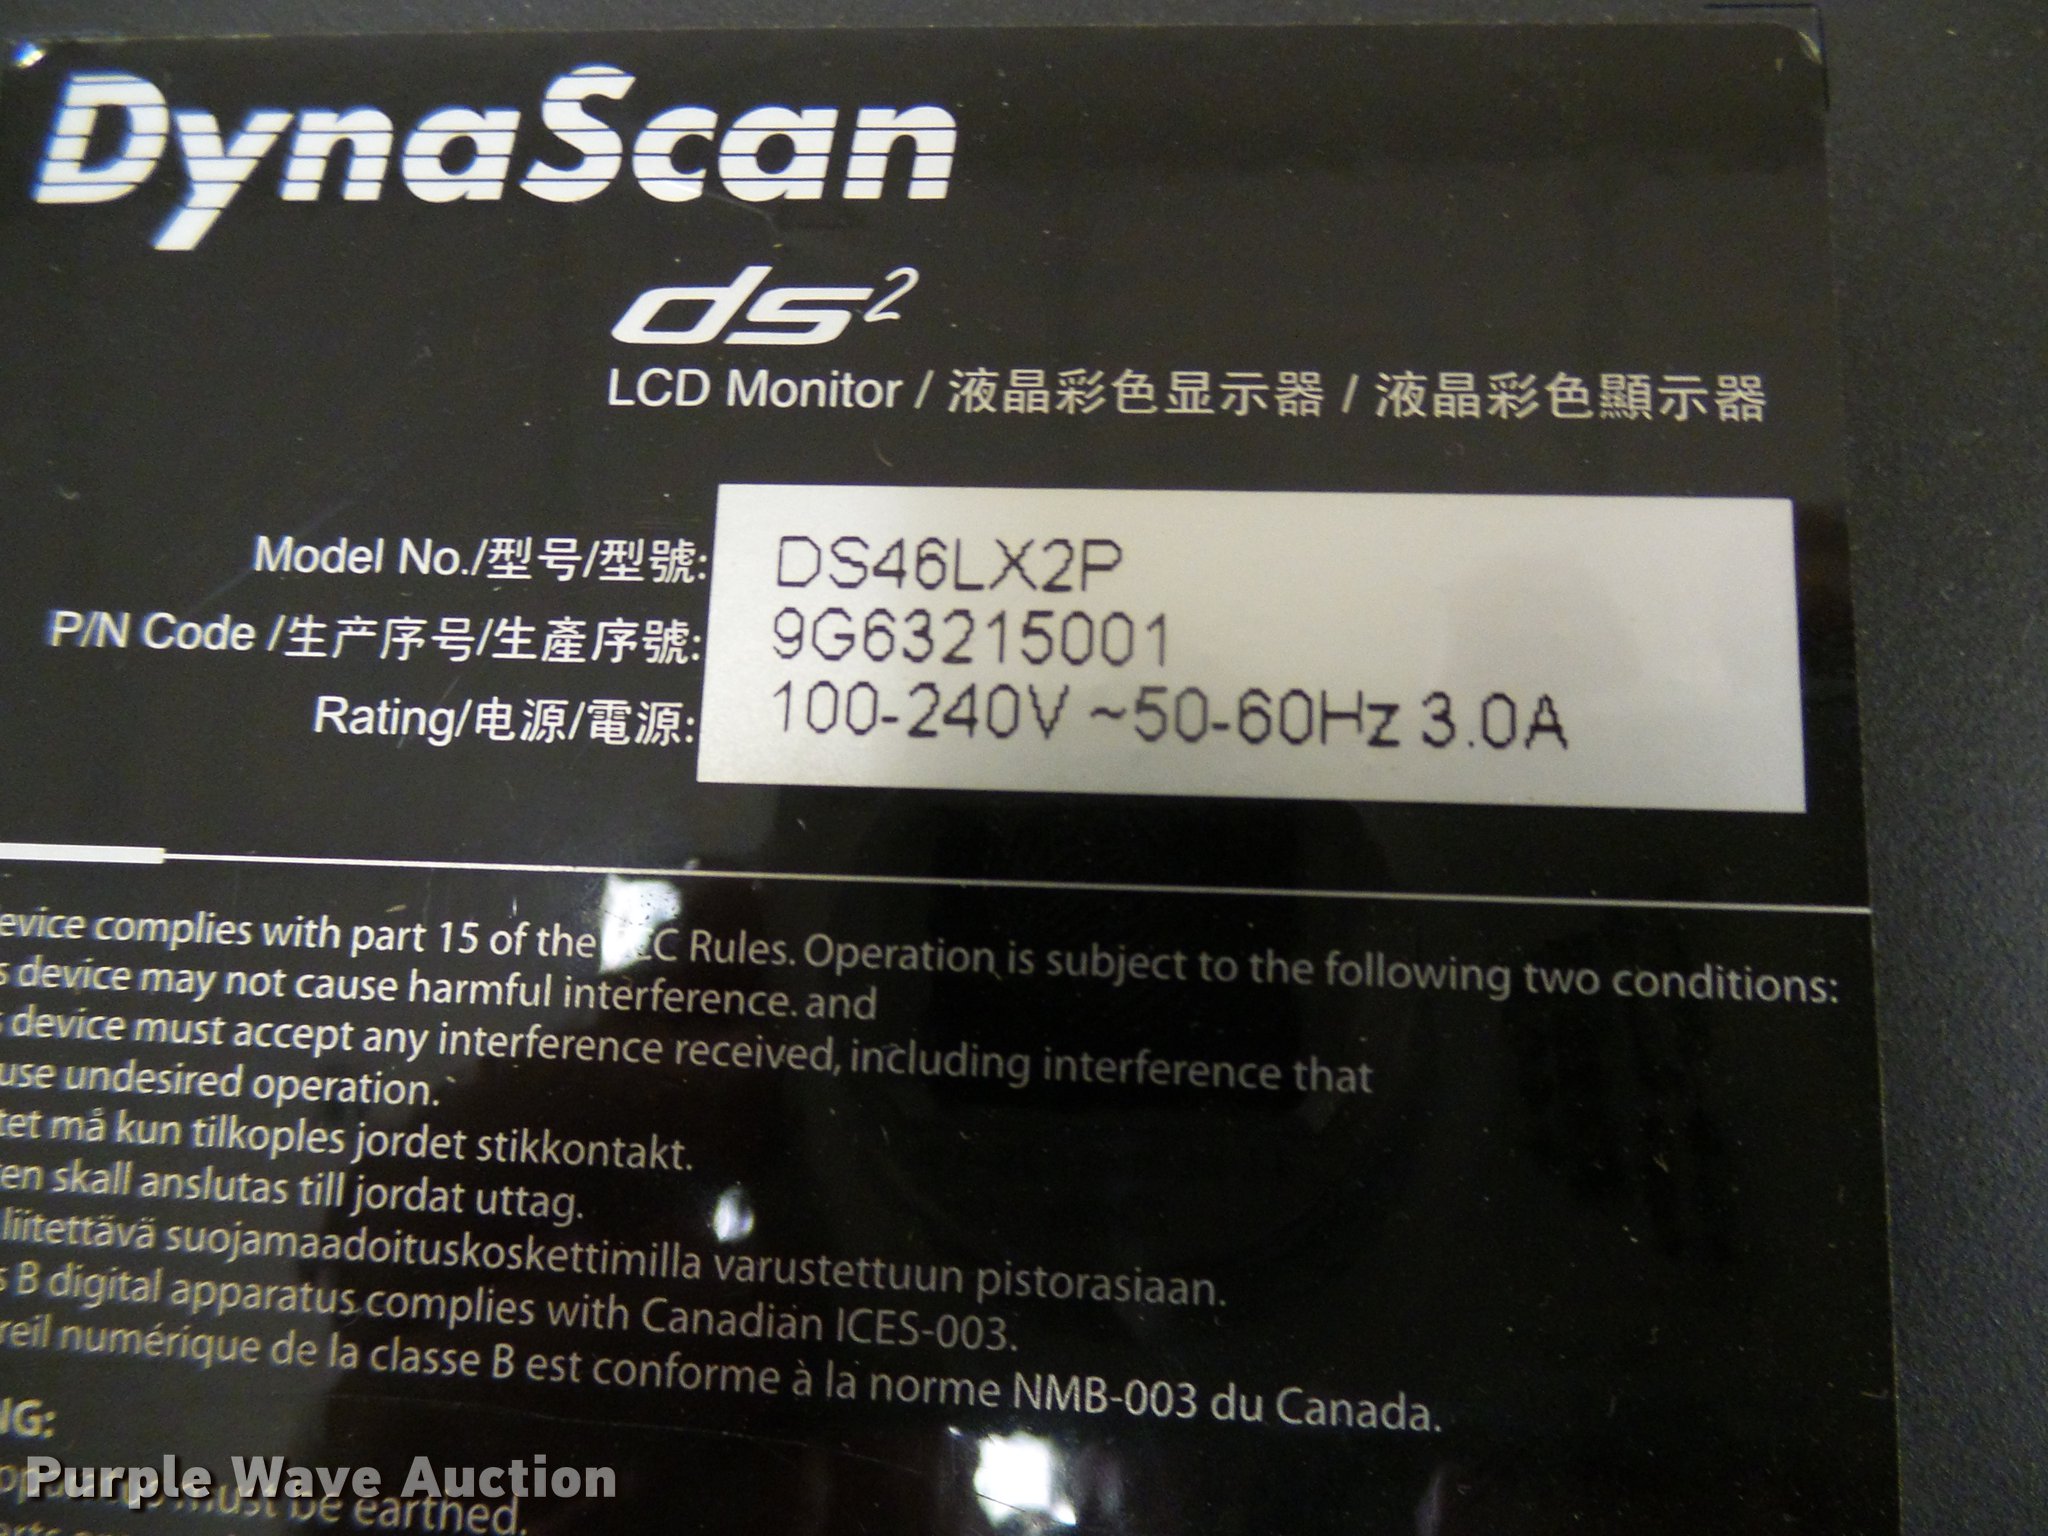 DynaScan
ds²
LCD Monitor / 液晶彩色显示器 / 液晶彩色顯示器
Model No./型号/型號: DS46LX2P
P/N Code /生产序号/生產序號: 9G63215001
Rating/电源/電源: 100-240V ~50-60Hz 3.0A
evice complies with part 15 of the C Rules. Operation is subject to the following two conditions:
s device may not cause harmful interference. and
s device must accept any interference received, including interference that
use undesired operation.
tet må kun tilkoples jordet stikkontakt.
en skall anslutas till jordat uttag.
liitettävä suojamaadoituskoskettimilla varustettuun pistorasiaan.
s B digital apparatus complies with Canadian ICES-003.
reil numérique de la classe B est conforme à la norme NMB-003 du Canada.
NG:
must be earthed.
Purple Wave Auction